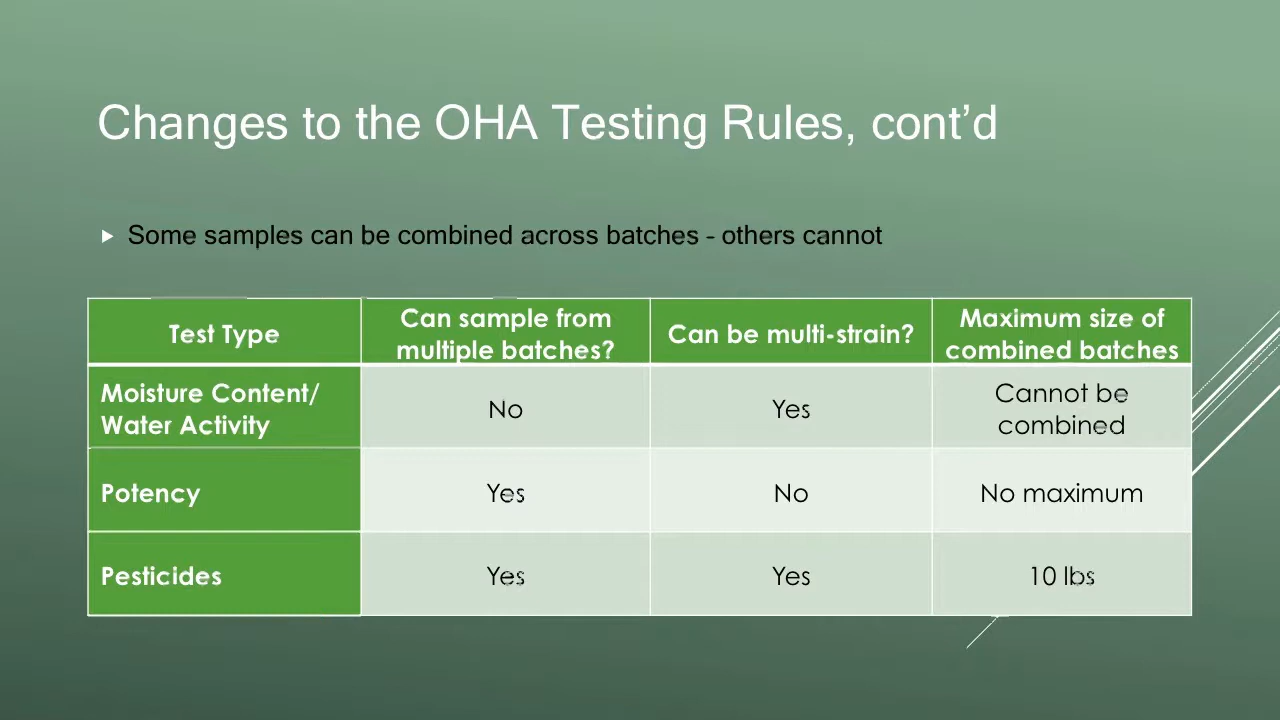 Changes to the OHA Testing Rules, cont’d
Some samples can be combined across batches - others cannot
Test Type
Can sample from
multiple batches?
Can be multi-strain?
Maximum size of
combined batches
Moisture Content/
Water Activity
No
Yes
Cannot be
combined
Potency
Yes
No
No maximum
Pesticides
Yes
Yes
10 lbs